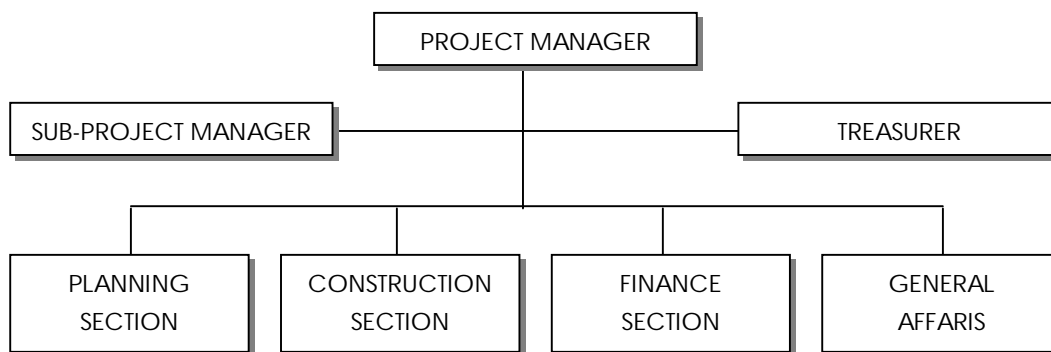 PROJECT MANAGER
SUB-PROJECT MANAGER
TREASURER
PLANNING
SECTION
CONSTRUCTION
SECTION
FINANCE
SECTION
GENERAL
AFFARIS